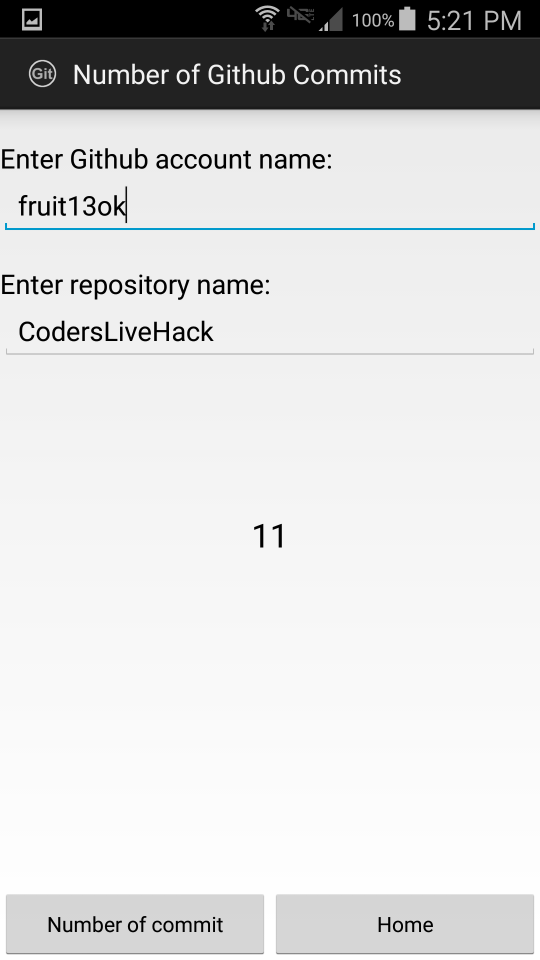 100% 5:21 PM
Git Number of Github Commits
Enter Github account name:
fruit13ok
Enter repository name:
CodersLiveHack
11
Number of commit Home